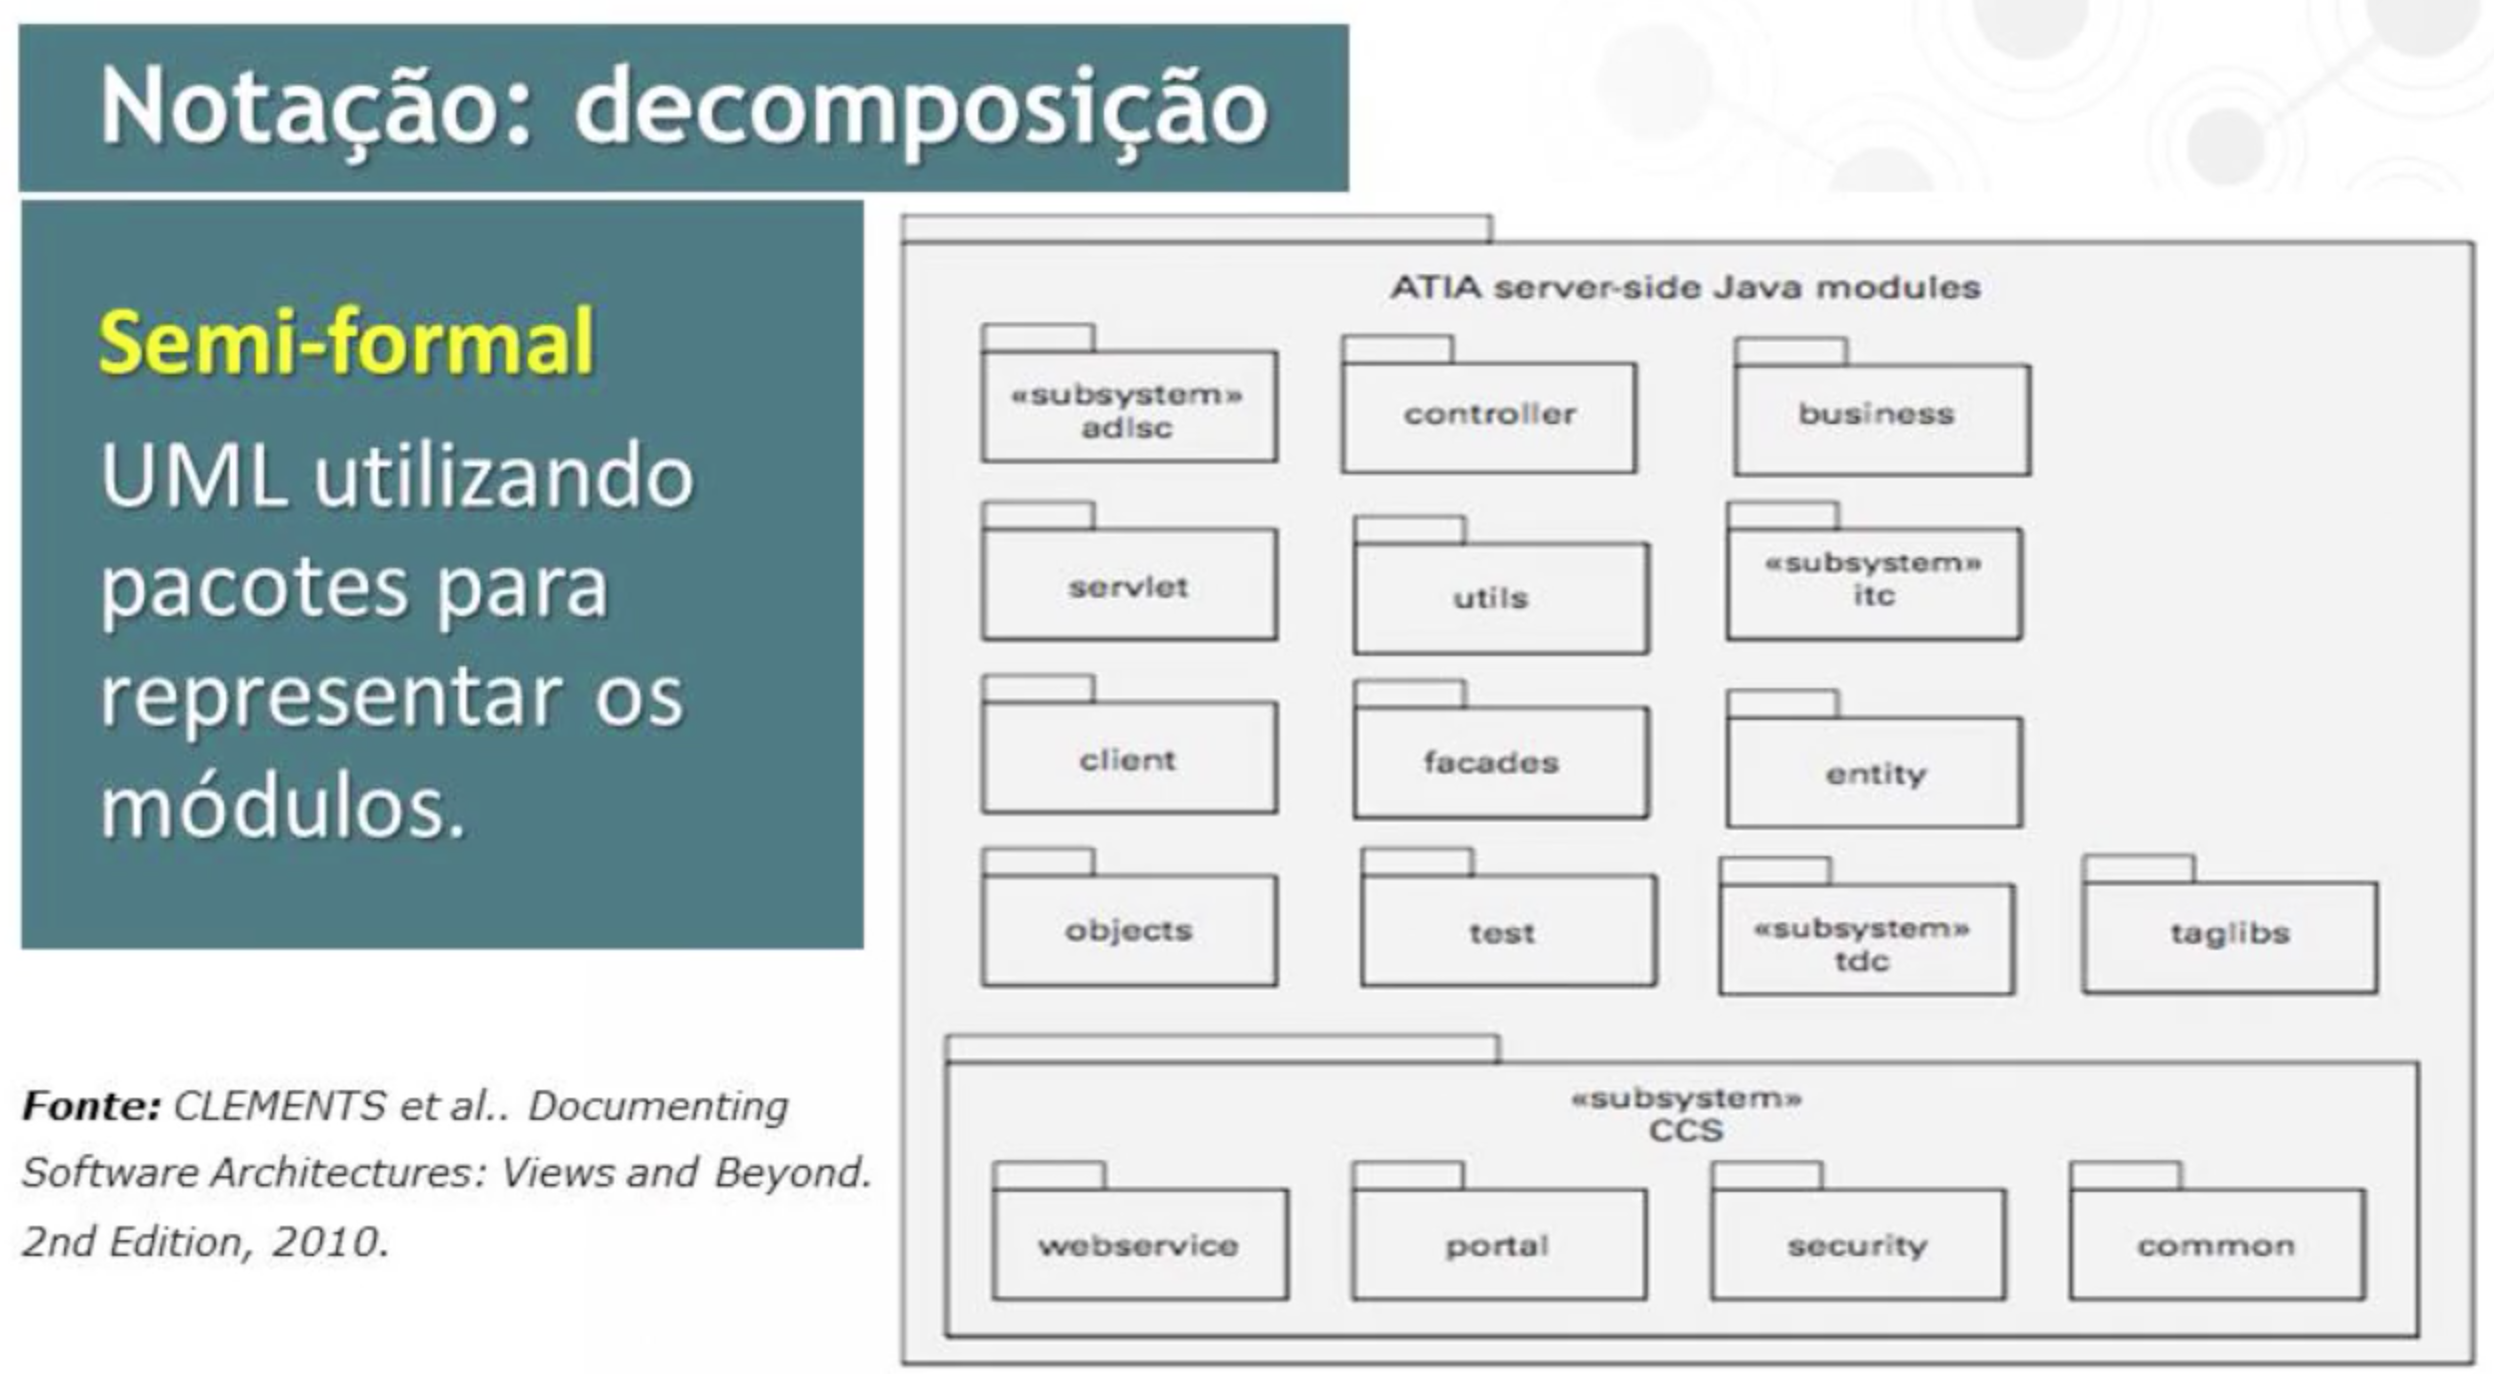 Notação: decomposição
Semi-formal
UML utilizando
pacotes para
representar os
módulos.
Fonte: CLEMENTS et al.. Documenting
Software Architectures: Views and Beyond.
2nd Edition, 2010.
ATIA server-side Java modules
«subsystem»
adlsc
controller
business
servlet
utils
«subsystem»
itc
client
facades
entity
objects
test
«subsystem»
tdc
taglibs
«subsystem»
CCS
webservice
portal
security
common